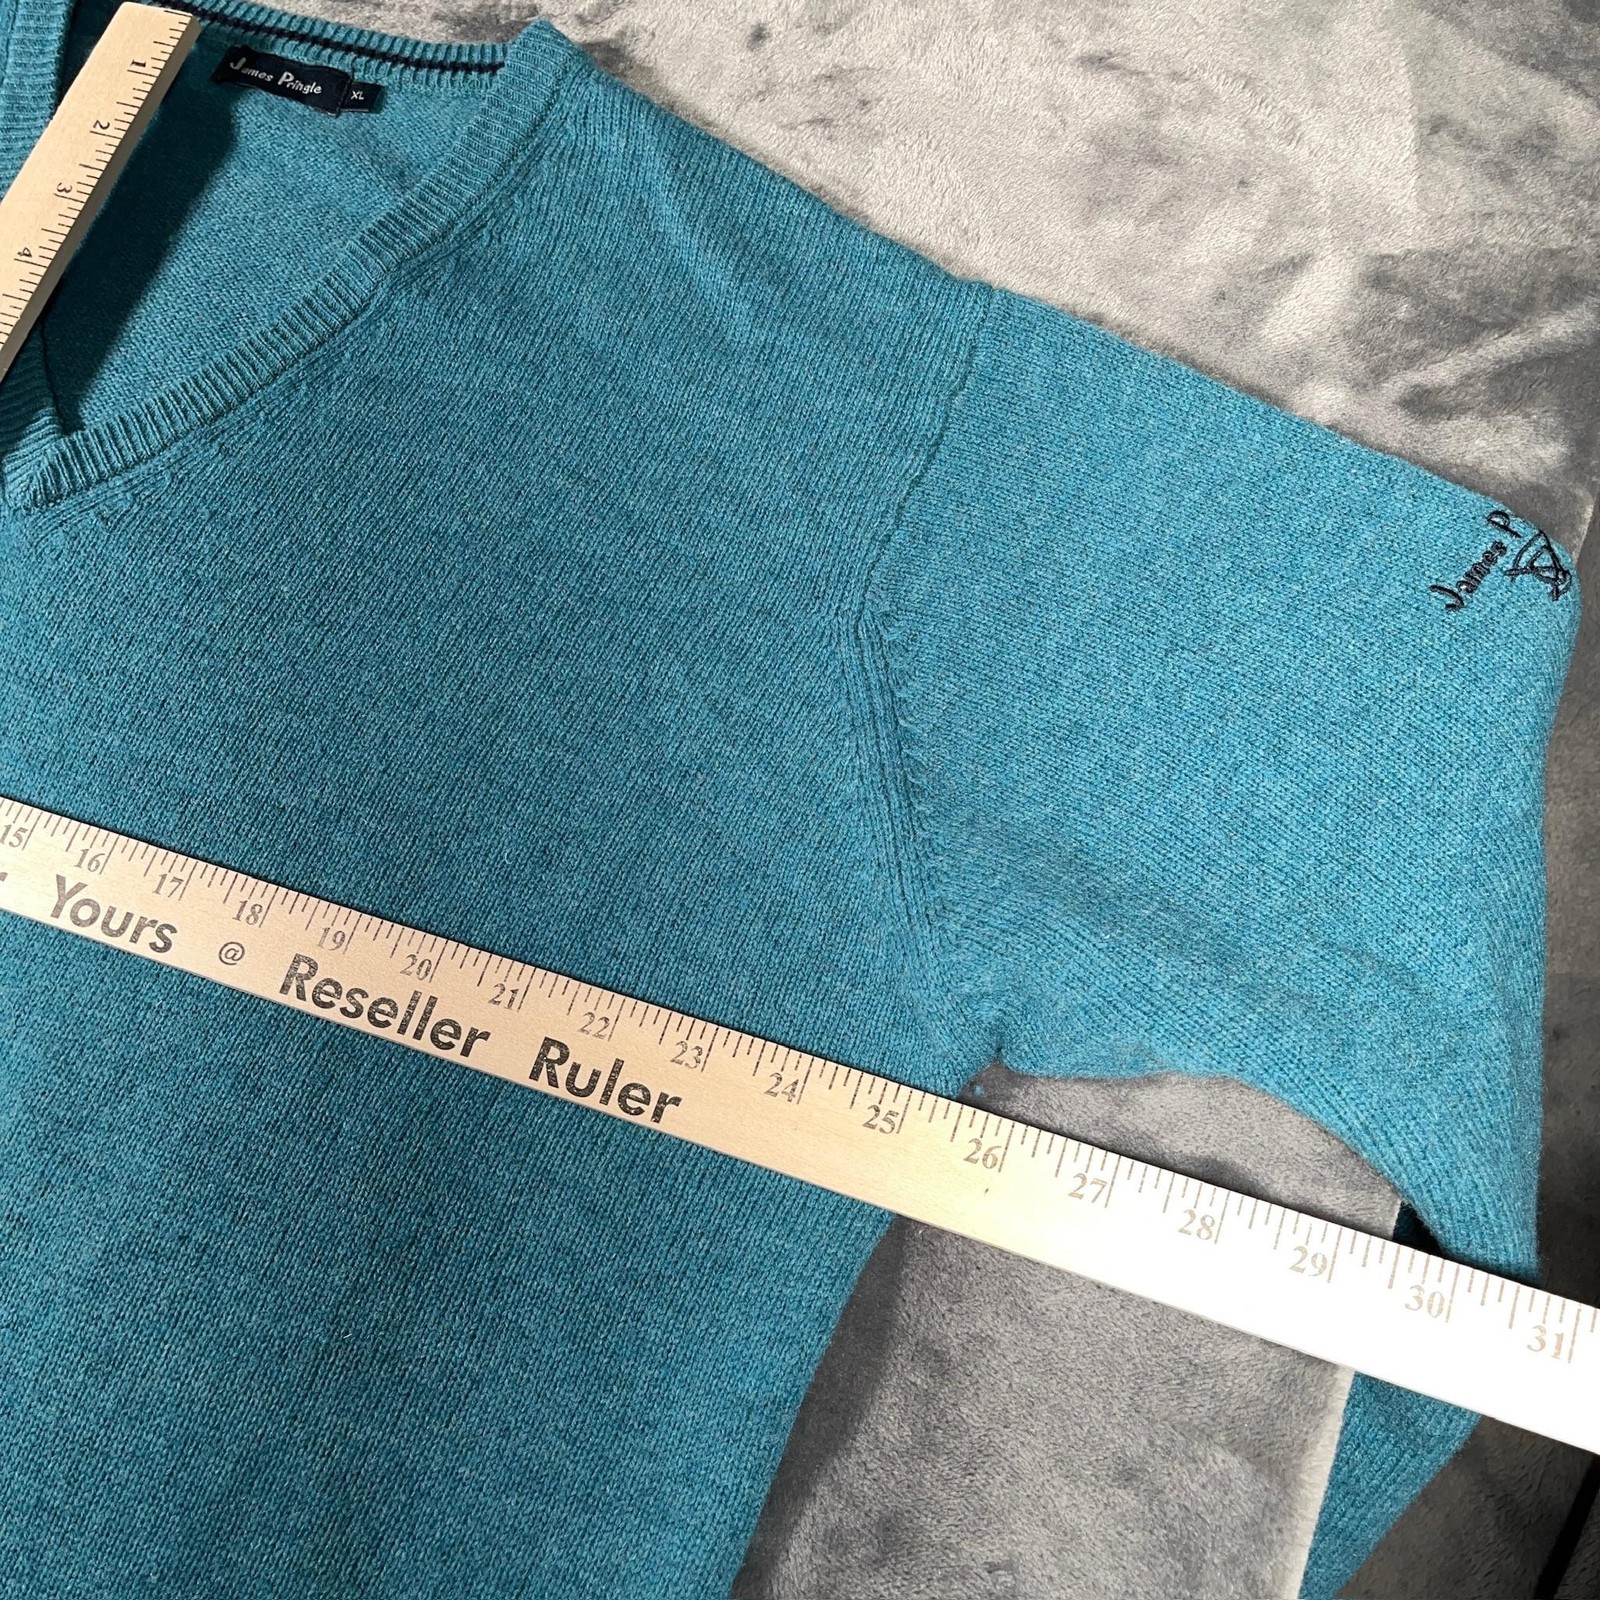 James Pringle
XL
1
2
3
4
James P
15 16 17 18 19 20 21 22 23 24 25 26 27 28 29 30 31
Yours @ Reseller Ruler